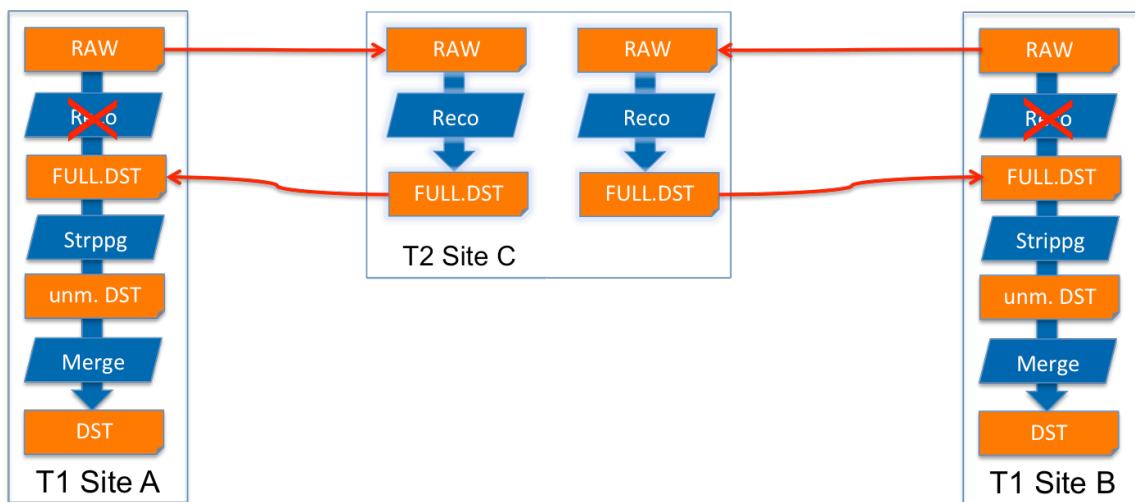 RAW
Reco
FULL.DST
Strppg
unm. DST
Merge
DST
T1 Site A
RAW
Reco
FULL.DST
RAW
Reco
FULL.DST
T2 Site C
RAW
Reco
FULL.DST
Strippg
unm. DST
Merge
DST
T1 Site B